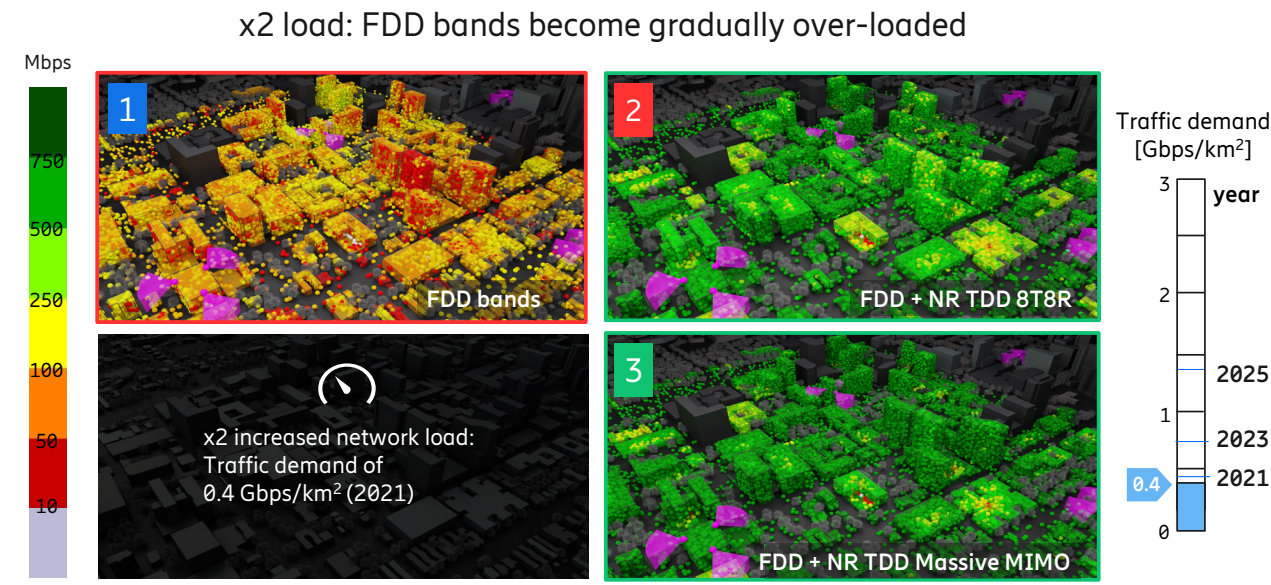 x2 load: FDD bands become gradually over-loaded
Mbps
750
500
250
100
50
10
1
FDD bands
2
FDD + NR TDD 8T8R
x2 increased network load:
Traffic demand of
0.4 Gbps/km² (2021)
3
FDD + NR TDD Massive MIMO
Traffic demand
[Gbps/km²]
3
year
2
2025
1
2023
2021
0.4
0